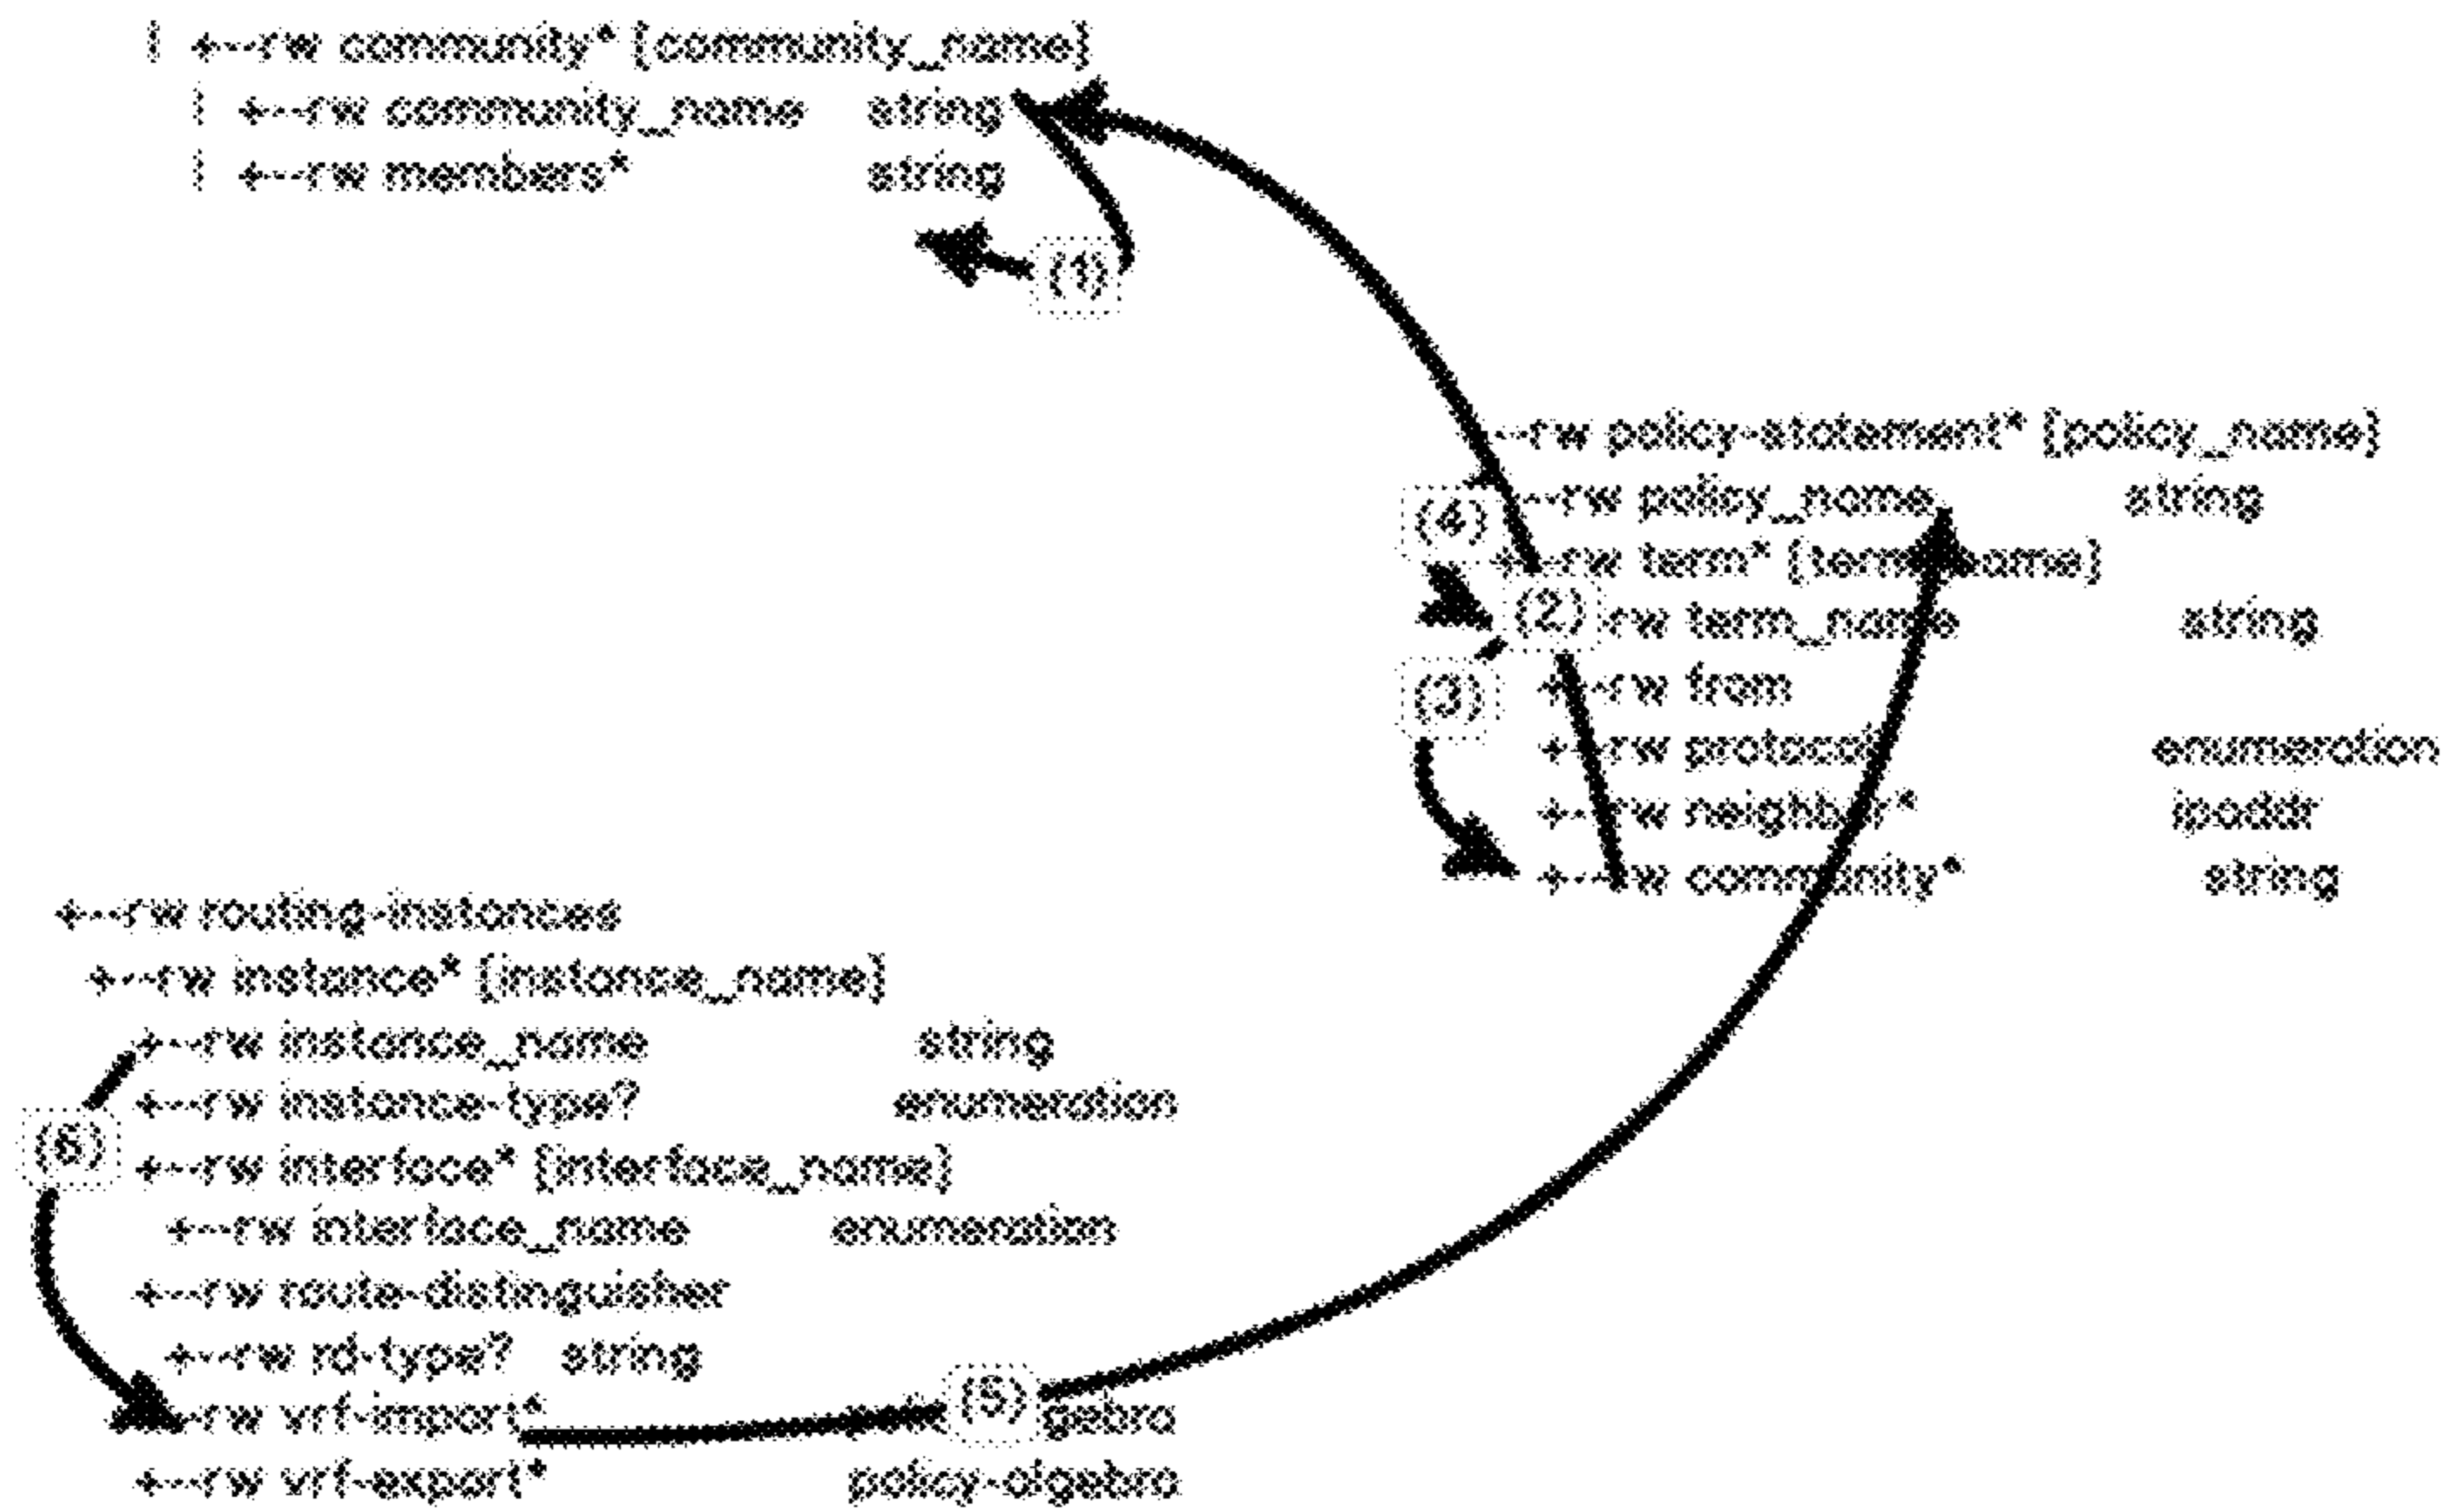 | +--rw community* [community_name]
| +--rw community_name string
| +--rw members* string
(1)
--rw policy-statement* [policy_name]
--rw policy_name string
(4)
+--rw term* [term_name]
(2) rw term_name string
(3)
+--rw from
+--rw protocol enumeration
+--rw neighbor* ipaddr
+--rw community* string
+--rw routing-instances
+--rw instance* [instance_name]
+--rw instance_name string
+--rw instance-type? enumeration
(6)
+--rw interface* [interface_name]
+--rw interface_name enumeration
+--rw route-distinguisher
+--rw rd-type? string
-rw vrf-import* (5) gebra
+--rw vrf-export* policy-algebra